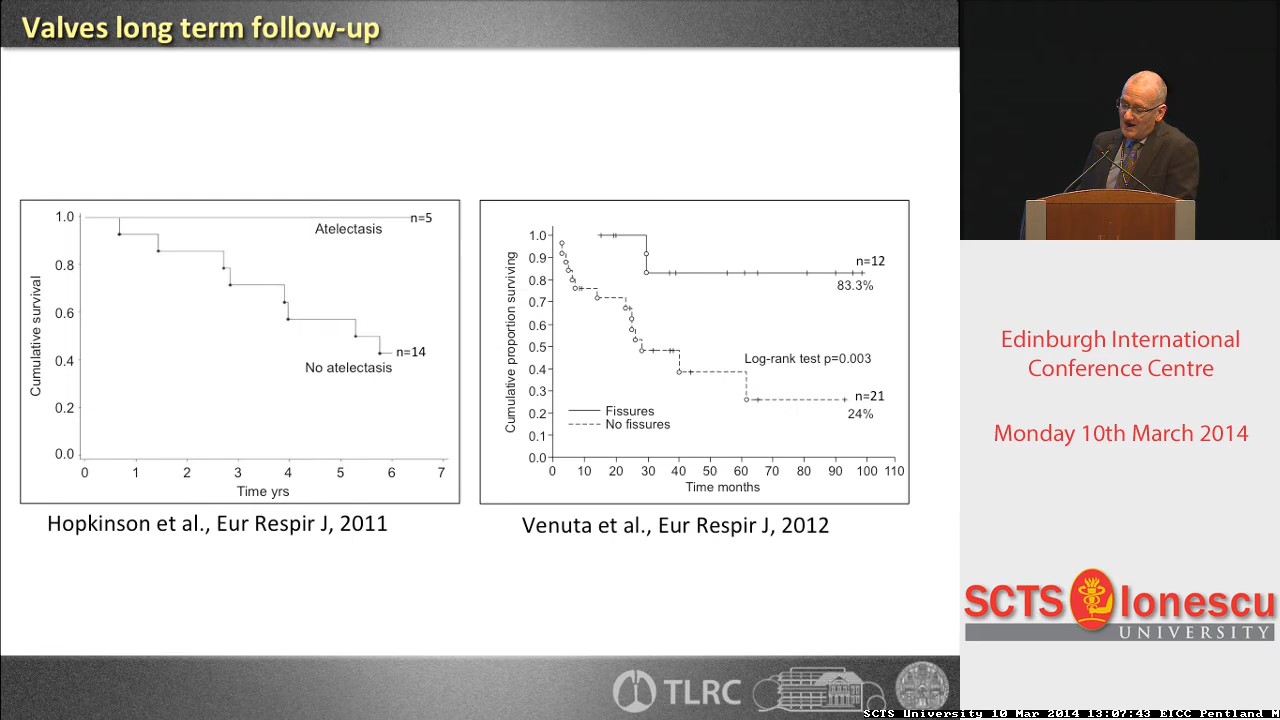 Valves long term follow-up
1.0
0.8
0.6
0.4
0.2
0.0
Cumulative survival
n=5
Atelectasis
n=14
No atelectasis
0 1 2 3 4 5 6 7
Time yrs
Hopkinson et al., Eur Respir J, 2011
1.0
0.9
0.8
0.7
0.6
0.5
0.4
0.3
0.2
0.1
0.0
Cumulative proportion surviving
n=12
83.3%
Log-rank test p=0.003
n=21
24%
Fissures
No fissures
0 10 20 30 40 50 60 70 80 90 100 110
Time months
Venuta et al., Eur Respir J, 2012
TLRC
Edinburgh International
Conference Centre
Monday 10th March 2014
SCTS Ionescu
UNIVERSITY
SCTS University 10 Mar 2014 13:07:43 EICC Pentland M